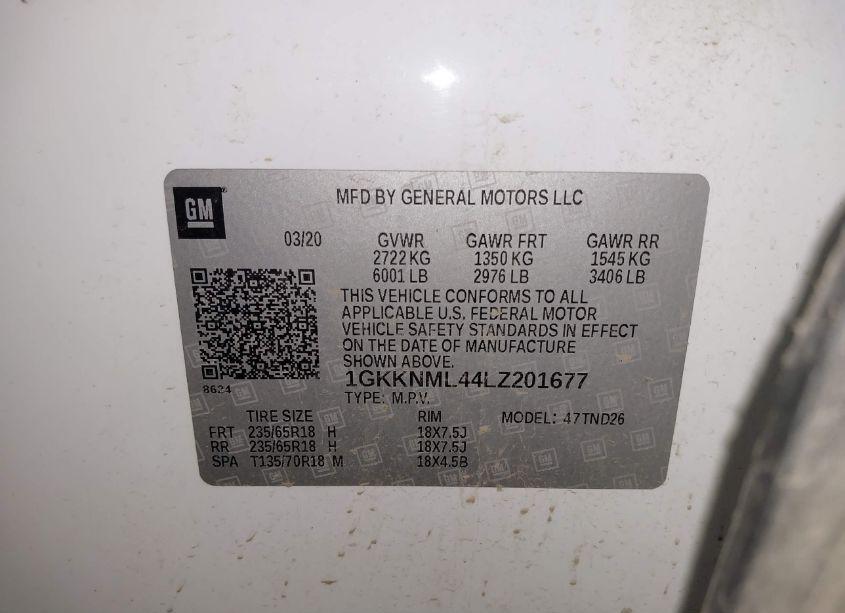 GM
MFD BY GENERAL MOTORS LLC
03/20 GVWR GAWR FRT GAWR RR
2722 KG 1350 KG 1545 KG
6001 LB 2976 LB 3406 LB
THIS VEHICLE CONFORMS TO ALL
APPLICABLE U.S. FEDERAL MOTOR
VEHICLE SAFETY STANDARDS IN EFFECT
ON THE DATE OF MANUFACTURE
SHOWN ABOVE.
8624
1GKKNML44LZ201677
TYPE: M.P.V.
TIRE SIZE RIM MODEL: 47TND26
FRT 235/65R18 H 18X7.5J
RR 235/65R18 H 18X7.5J
SPA T135/70R18 M 18X4.5B